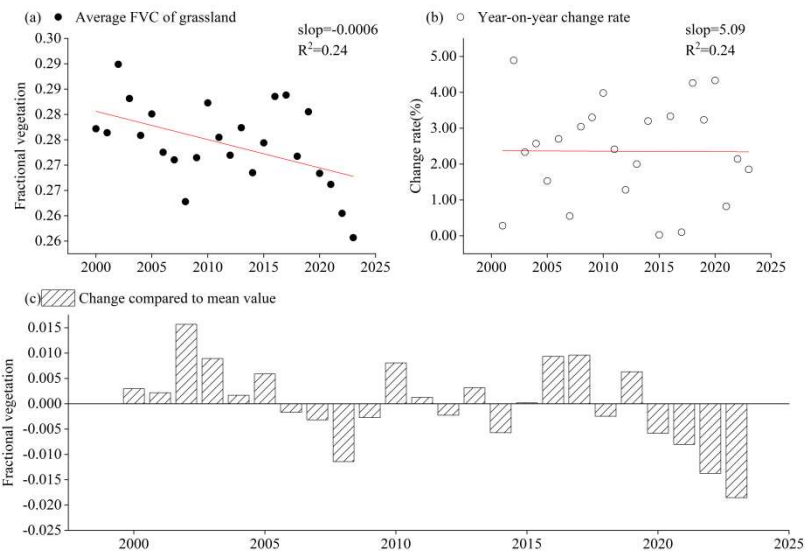 (a) ● Average FVC of grassland
slop=-0.0006
R²=0.24
0.30
0.29
0.28
0.28
0.27
0.26
0.26
Fractional vegetation
2000 2005 2010 2015 2020 2025
(b) ○ Year-on-year change rate
slop=5.09
R²=0.24
5.00
4.00
3.00
2.00
1.00
0.00
Change rate(%)
2000 2005 2010 2015 2020 2025
(c) Change compared to mean value
0.015
0.010
0.005
0.000
-0.005
-0.010
-0.015
-0.020
-0.025
Fractional vegetation
2000 2005 2010 2015 2020 2025